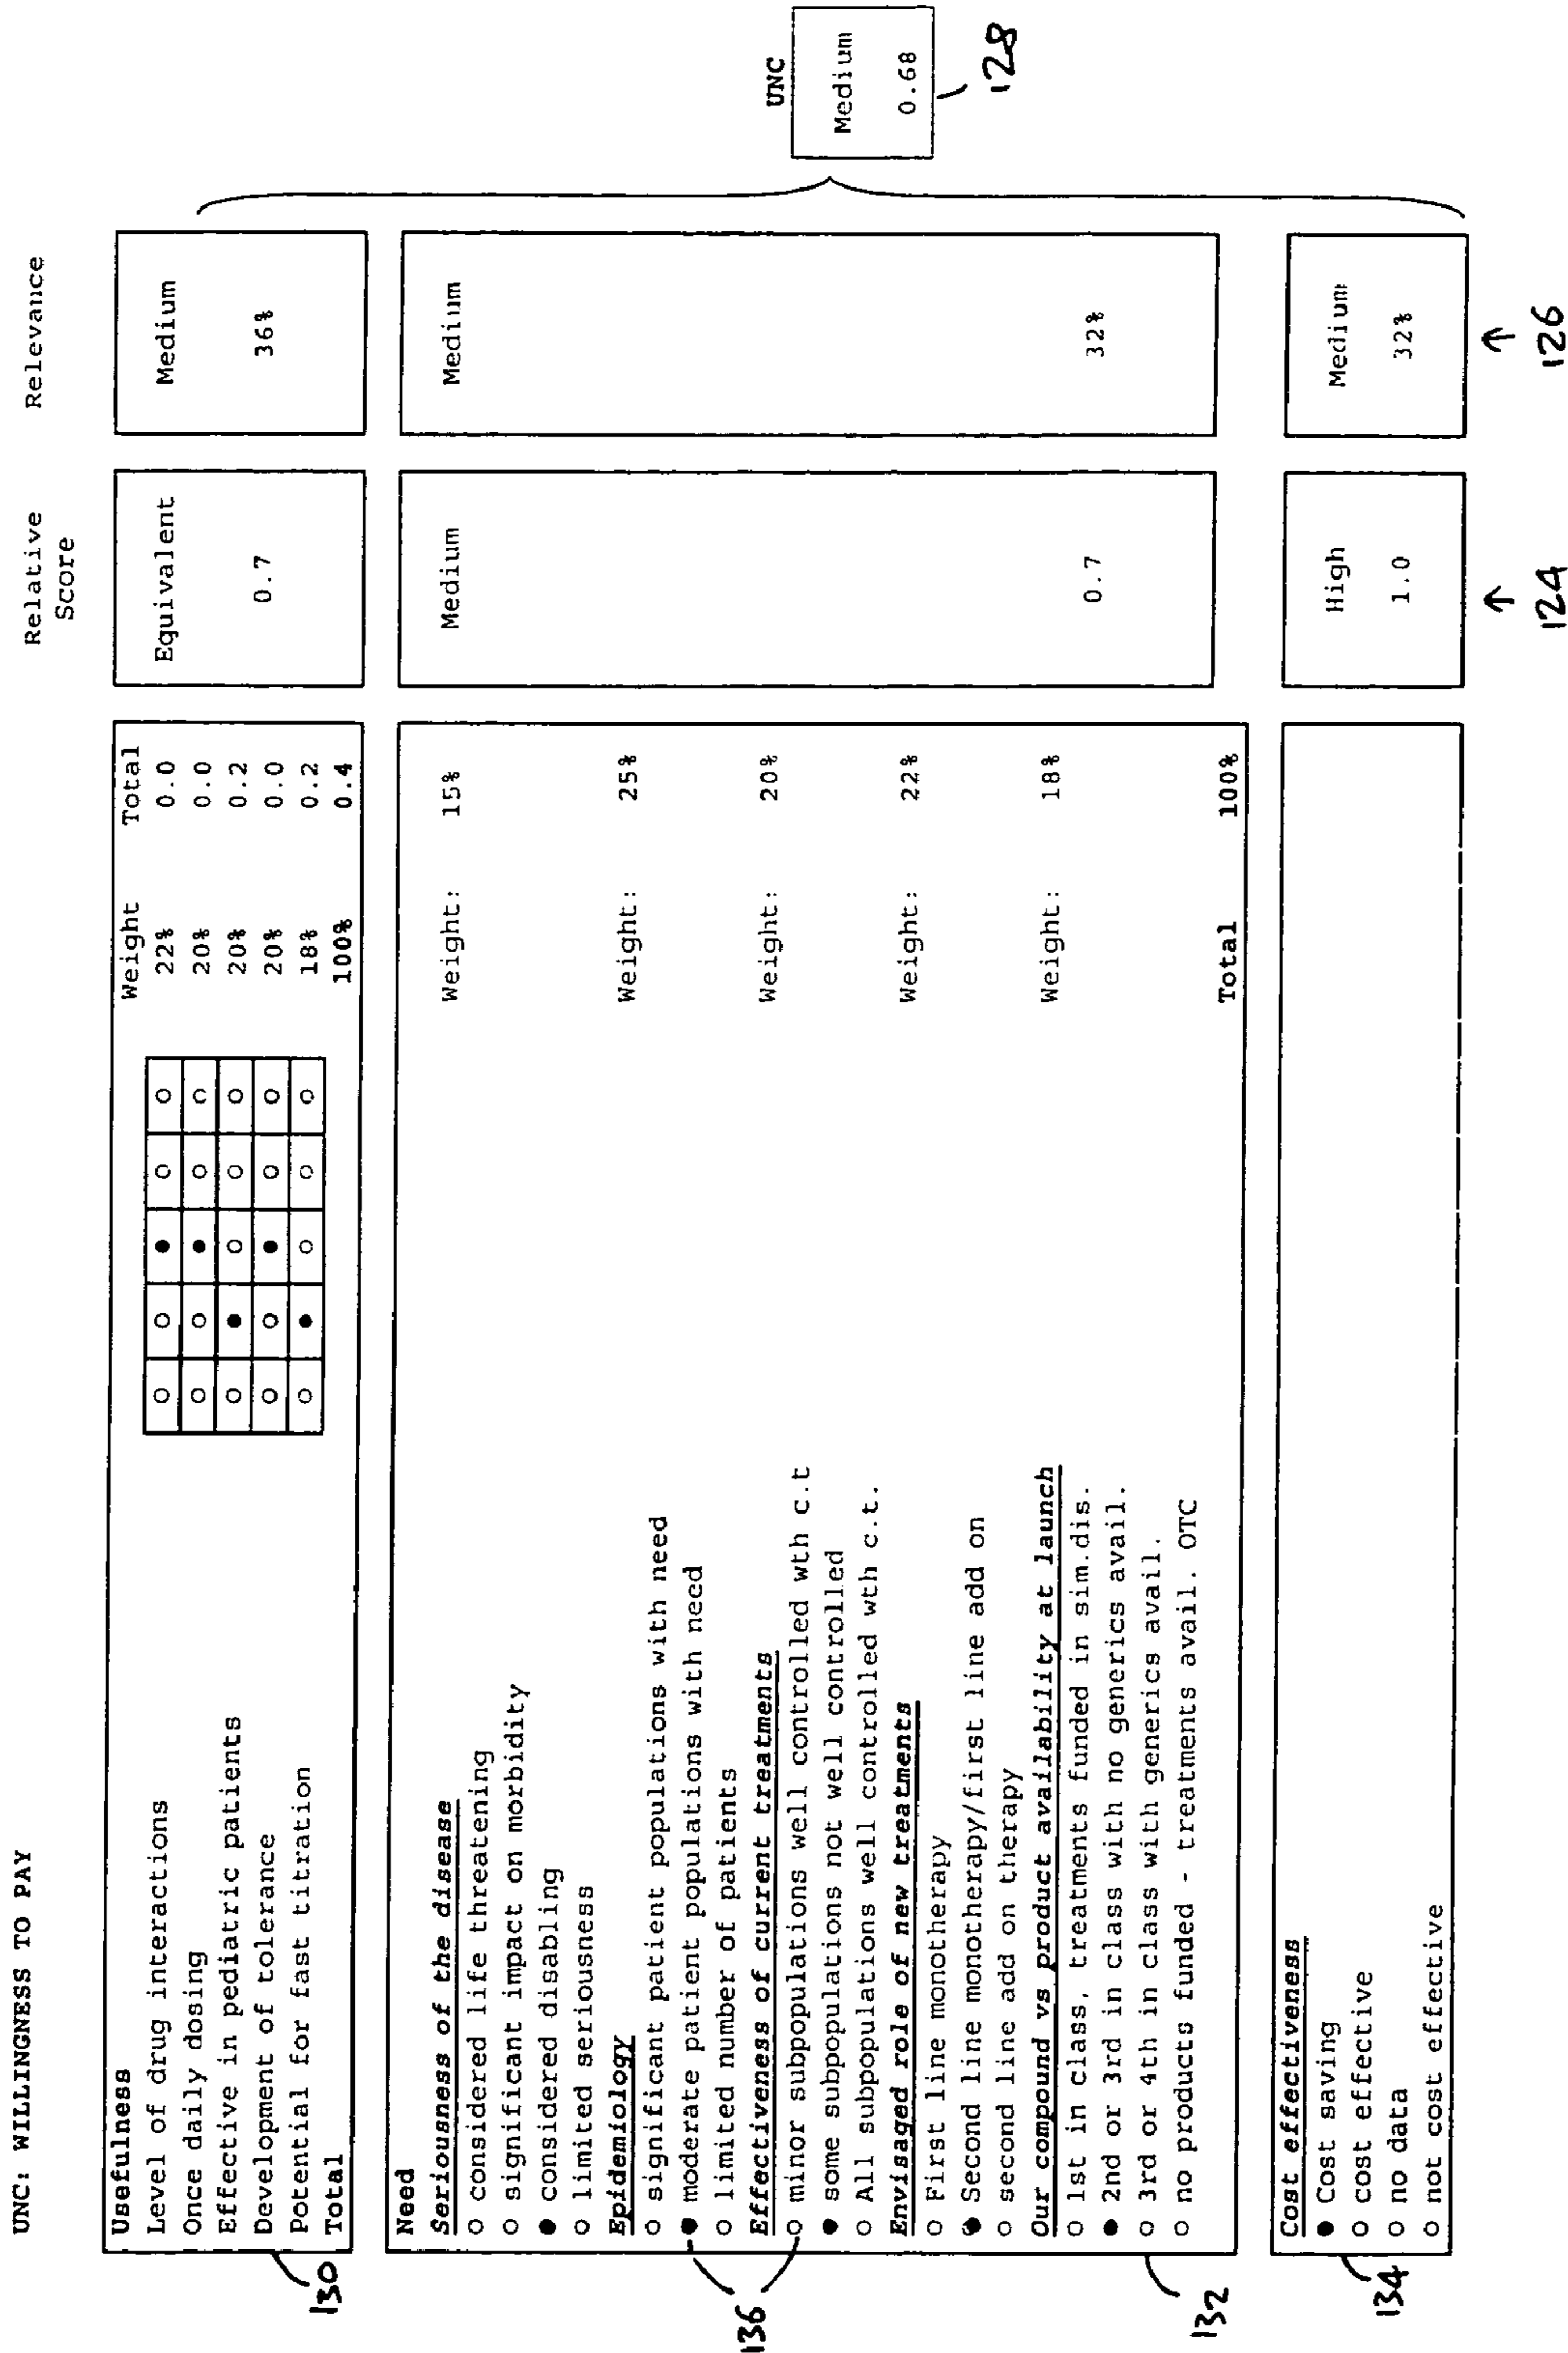 UNC: WILLINGNESS TO PAY
Relative Score
Relevance
Usefulness Weight Total
Level of drug interactions 22% 0.0
Once daily dosing 20% 0.0
Effective in pediatric patients 20% 0.2
Development of tolerance 20% 0.0
Potential for fast titration 18% 0.2
Total 100% 0.4
Equivalent
0.7
Medium
36%
130
Need
Seriousness of the disease Weight: 15%
considered life threatening
significant impact on morbidity
considered disabling
limited seriousness
Epidemiology Weight: 25%
significant patient populations with need
moderate patient populations with need
limited number of patients
Effectiveness of current treatments Weight: 20%
minor subpopulations well controlled wth c.t
some subpopulations not well controlled
All subpopulations well controlled wth c.t.
Envisaged role of new treatments Weight: 22%
First line monotherapy
Second line monotherapy/first line add on
second line add on therapy
Our compound vs product availability at launch Weight: 18%
1st in class, treatments funded in sim.dis.
2nd or 3rd in class with no generics avail.
3rd or 4th in class with generics avail.
no products funded - treatments avail. OTC
Total 100%
Medium
0.7
Medium
32%
136
132
Cost effectiveness
Cost saving
cost effective
no data
not cost effective
High
1.0
Medium
32%
134
124
126
UNC
Medium
0.68
128